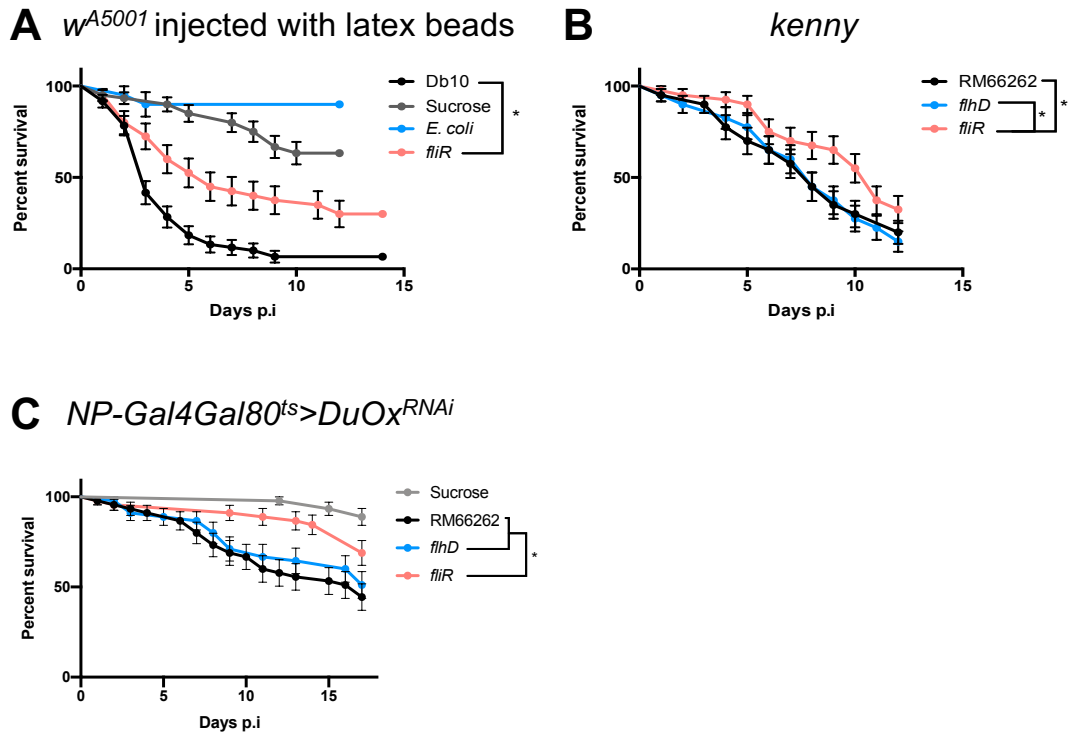 A w^A5001 injected with latex beads
Percent survival
100
50
0
0 5 10 15
Days p.i
Db10
Sucrose
E. coli
fliR
*
B kenny
Percent survival
100
50
0
0 5 10 15
Days p.i
RM66262
flhD
fliR
* *
C NP-Gal4Gal80^ts>DuOx^RNAi
Percent survival
100
50
0
0 5 10 15
Days p.i
Sucrose
RM66262
flhD
fliR
*